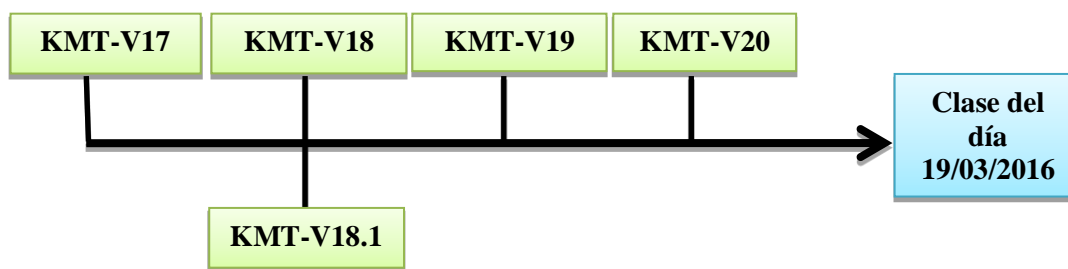 KMT-V17
KMT-V18
KMT-V19
KMT-V20
Clase del
día
19/03/2016
KMT-V18.1